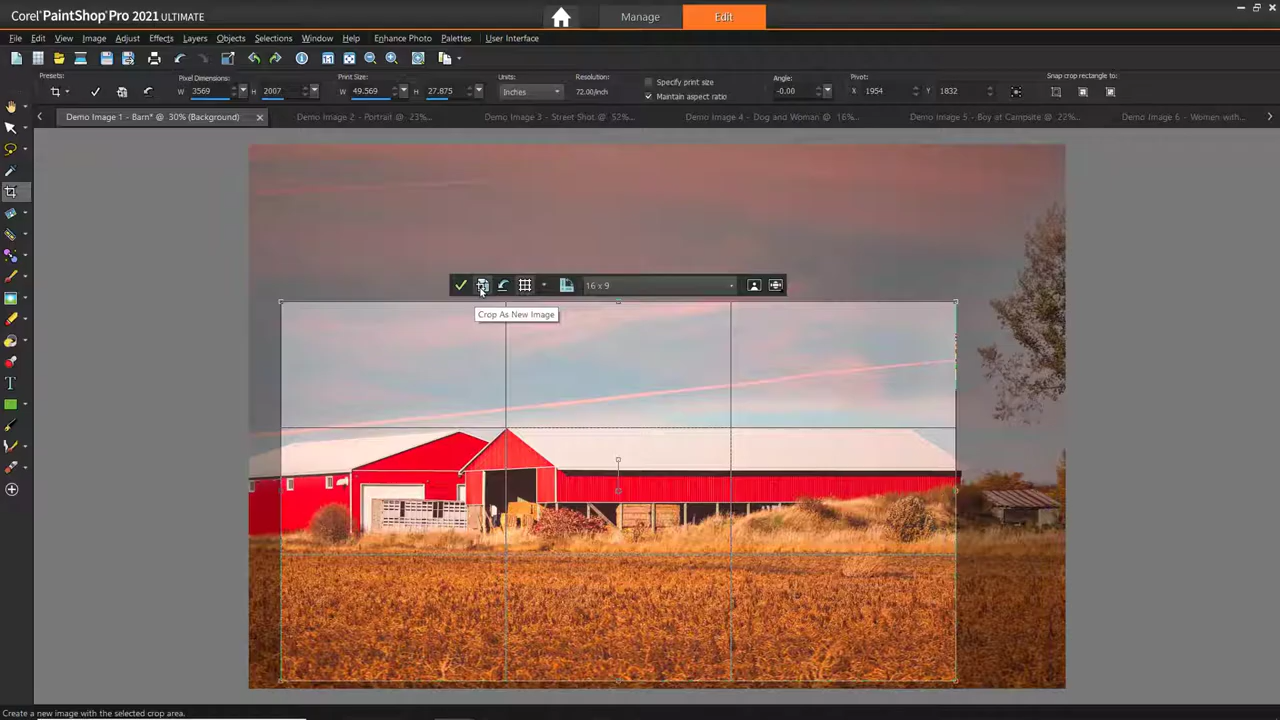 Corel PaintShop Pro 2021 ULTIMATE
Manage
Edit
File Edit View Image Adjust Effects Layers Objects Selections Window Help Enhance Photo Palettes User Interface
Presets:
Pixel Dimensions:
Print Size:
Units:
Resolution:
Specify print size
Angle:
Pivot:
Snap crop rectangle to:
W 3569 H 2007 W 49.569 H 27.875 Inches 72.00/inch
Maintain aspect ratio
-0.00 X 1954 Y 1832
Demo Image 1 - Barn* @ 30% (Background)
Demo Image 2 - Portrait @ 23%...
Demo Image 3 - Street Shot @ 52%...
Demo Image 4 - Dog and Woman @ 16%...
Demo Image 5 - Boy at Campsite @ 22%...
Demo Image 6 - Women with...
16 x 9
Crop As New Image
Create a new image with the selected crop area.